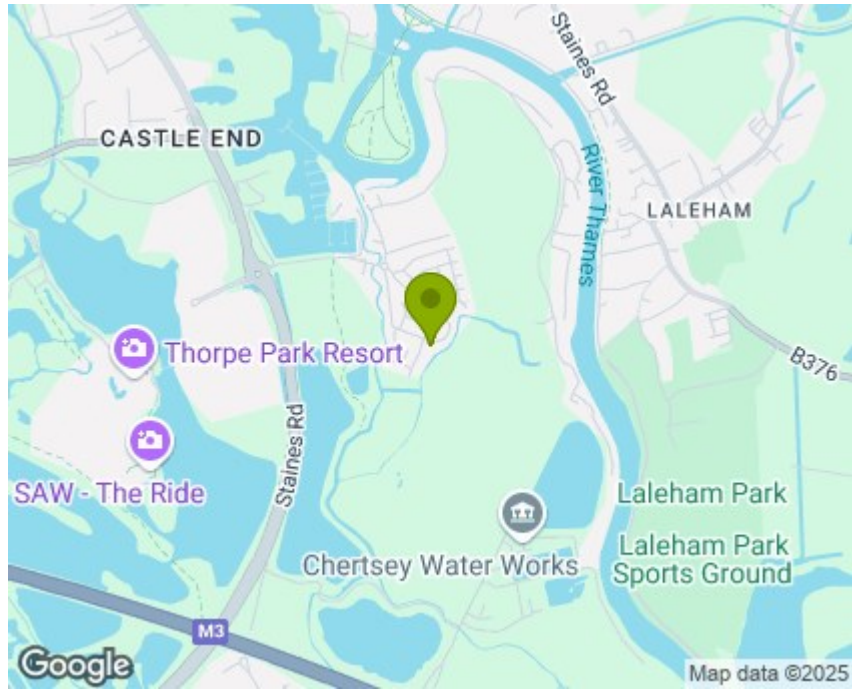 Staines Rd
CASTLE END
River Thames
LALEHAM
Thorpe Park Resort
B376
Staines Rd
SAW - The Ride
Laleham Park
Chertsey Water Works
Laleham Park
Sports Ground
M3
Google
Map data ©2025